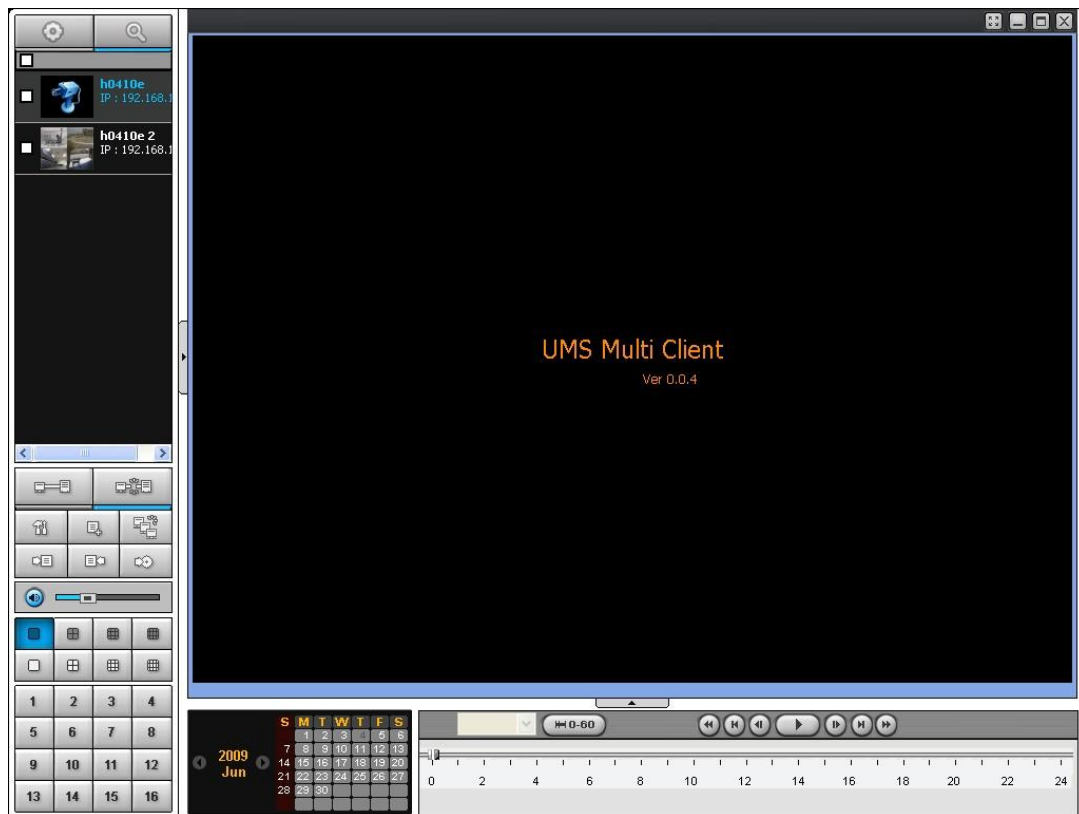 h0410e
IP : 192.168.1
h0410e 2
IP : 192.168.1
UMS Multi Client
Ver 0.0.4
1 2 3 4
5 6 7 8
9 10 11 12
13 14 15 16
2009
Jun
S M T W T F S
1 2 3 4 5 6
7 8 9 10 11 12 13
14 15 16 17 18 19 20
21 22 23 24 25 26 27
28 29 30
0-60
0 2 4 6 8 10 12 14 16 18 20 22 24